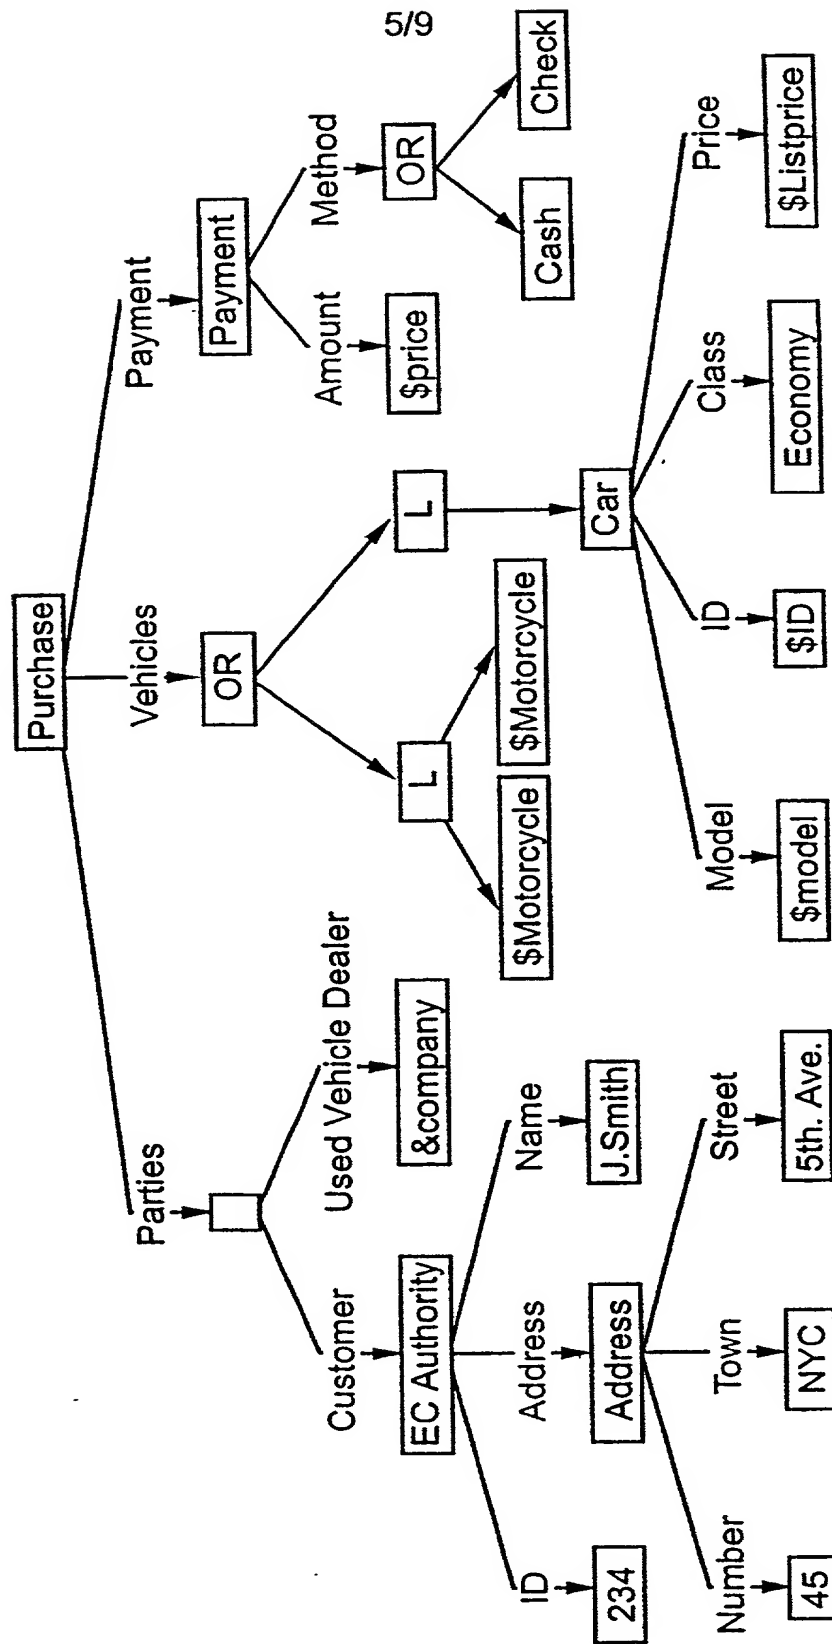 5/9
Purchase
Parties
Vehicles
Payment
OR
Payment
Customer
Used Vehicle Dealer
Amount
Method
EC Authority
&company
L
L
$price
OR
ID
Address
Name
$Motorcycle
$Motorcycle
Cash
Check
234
Address
J.Smith
Car
Number
Town
Street
Model
ID
Class
Price
45
NYC
5th. Ave.
$model
$ID
Economy
$Listprice